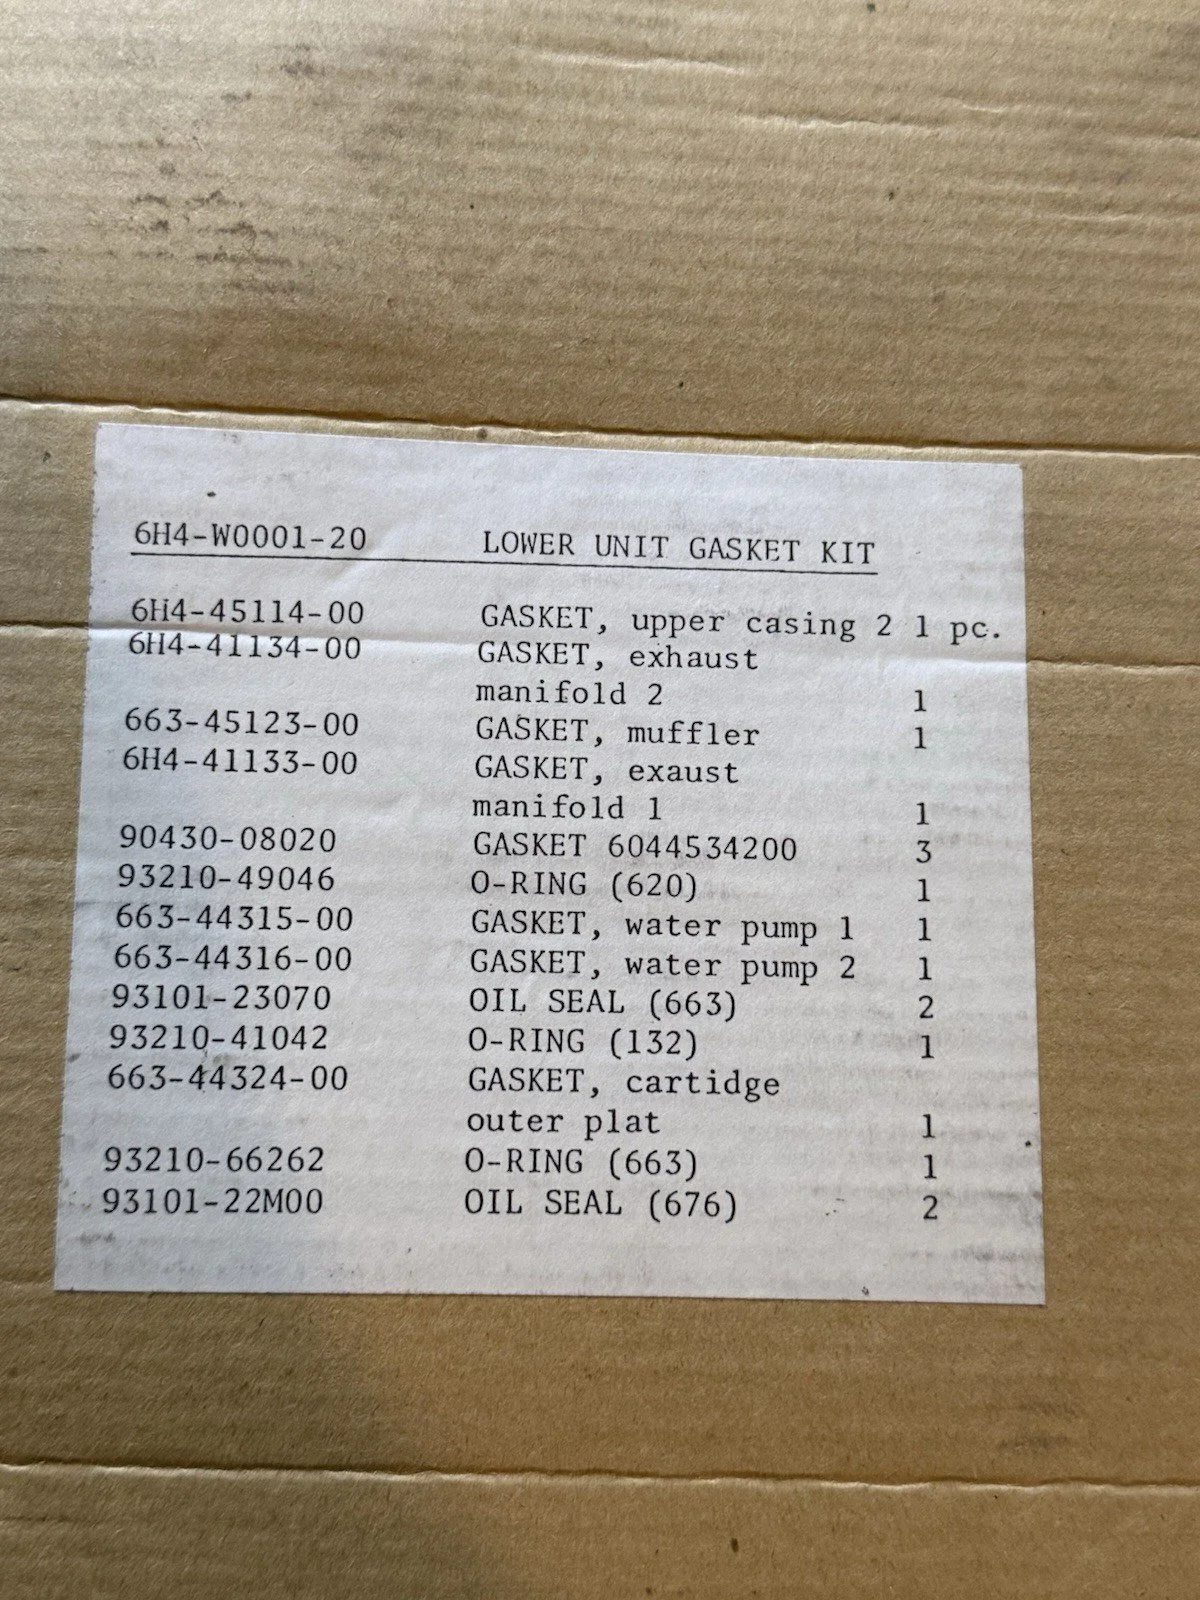 6H4-W0001-20 LOWER UNIT GASKET KIT
6H4-45114-00 GASKET, upper casing 2 1 pc.
6H4-41134-00 GASKET, exhaust
manifold 2 1
663-45123-00 GASKET, muffler 1
6H4-41133-00 GASKET, exaust
manifold 1 1
90430-08020 GASKET 6044534200 3
93210-49046 O-RING (620) 1
663-44315-00 GASKET, water pump 1 1
663-44316-00 GASKET, water pump 2 1
93101-23070 OIL SEAL (663) 2
93210-41042 O-RING (132) 1
663-44324-00 GASKET, cartidge
outer plat 1
93210-66262 O-RING (663) 1
93101-22M00 OIL SEAL (676) 2